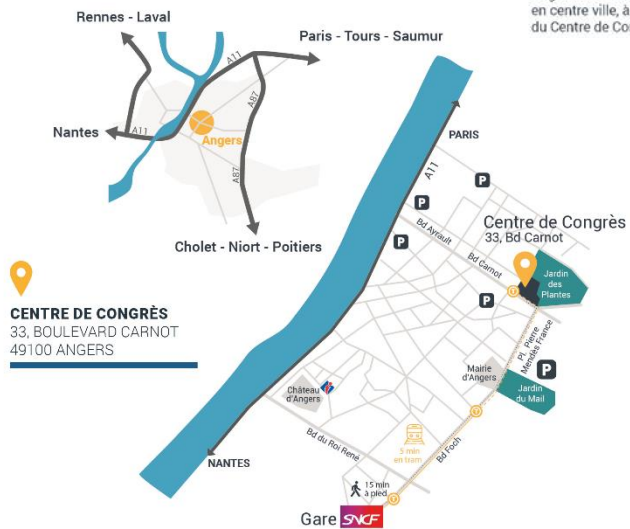 en centre ville, à
du Centre de Co
Rennes - Laval
Paris - Tours - Saumur
A11
A87
Nantes
A11
Angers
A87
Cholet - Niort - Poitiers
PARIS
A11
P
P
P
Bd Ayrault
Centre de Congrès
33, Bd Carnot
Bd Carnot
Jardin
des
Plantes
T
P
CENTRE DE CONGRÈS
33, BOULEVARD CARNOT
49100 ANGERS
Pl. Pierre
Mendès France
Mairie
d'Angers
P
Jardin
du Mail
Château
d'Angers
T
Bd du Roi René
5 min
en tram
Bd Foch
NANTES
15 min
à pied
T
Gare SNCF